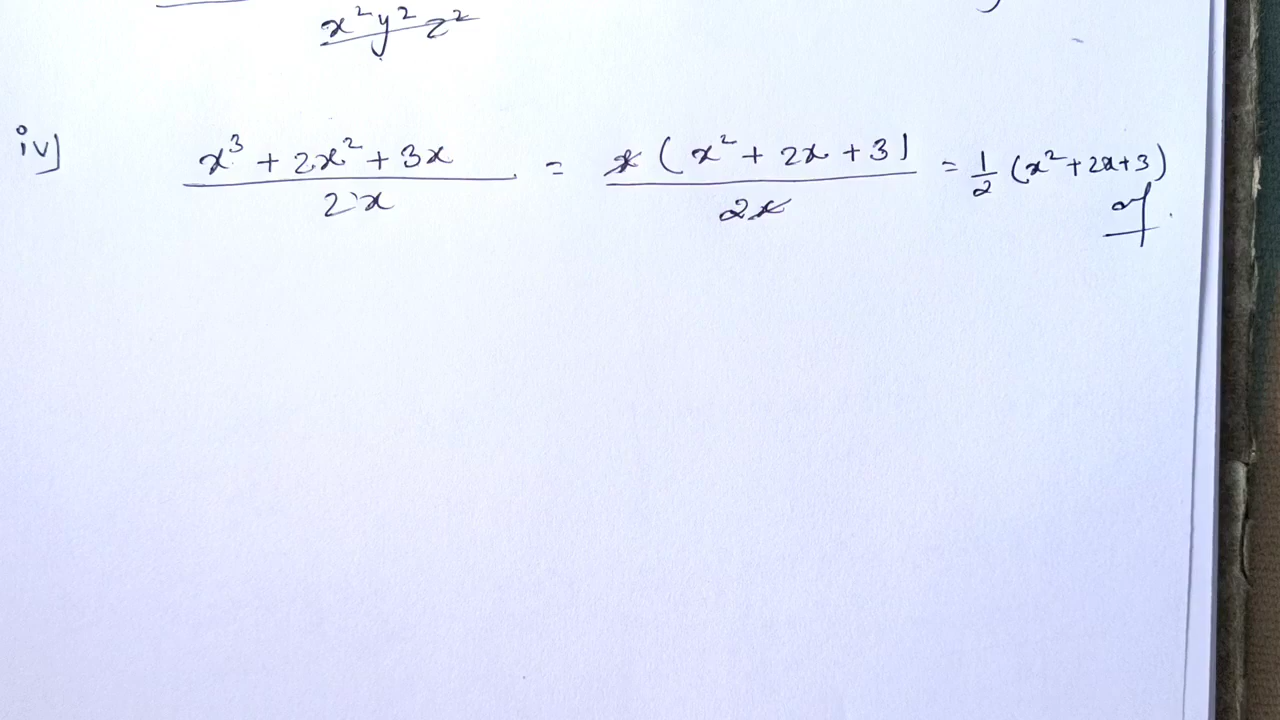 x²y²z²
iv) x³ + 2x² + 3x / 2x = x(x² + 2x + 3) / 2x = 1/2 (x² + 2x + 3)